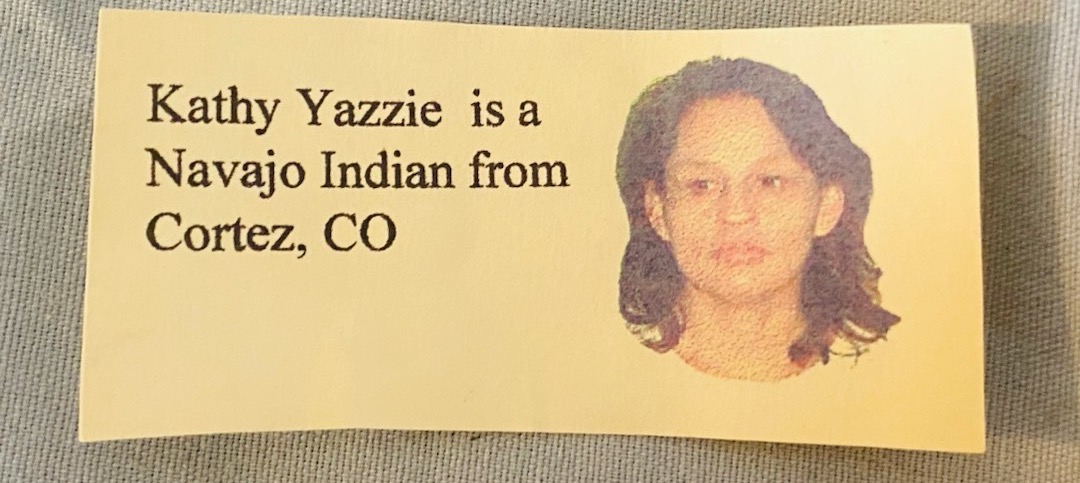 Kathy Yazzie is a
Navajo Indian from
Cortez, CO